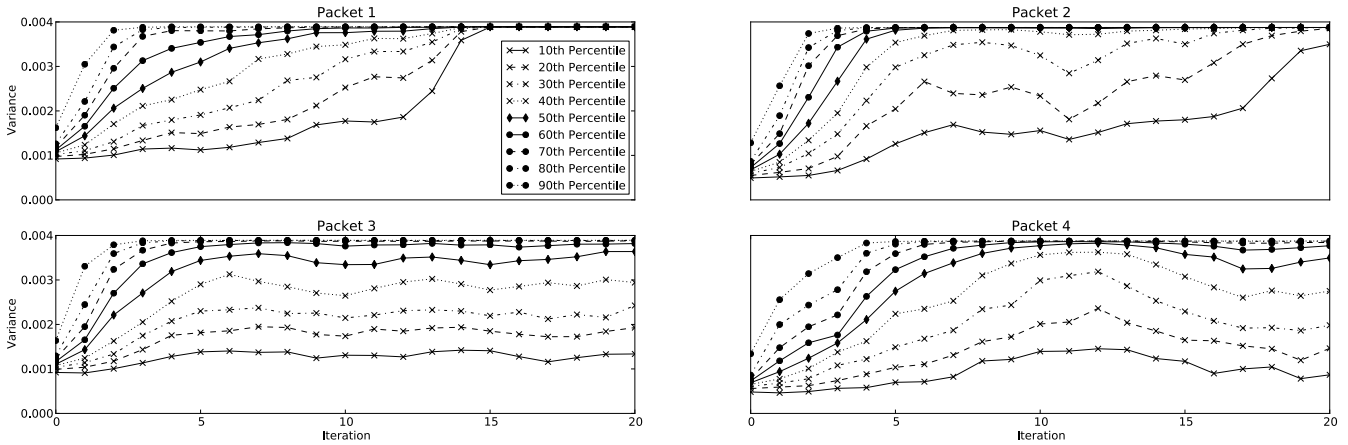 Packet 1
Packet 2
0.004
0.003
0.002
0.001
0.000
Variance
10th Percentile
20th Percentile
30th Percentile
40th Percentile
50th Percentile
60th Percentile
70th Percentile
80th Percentile
90th Percentile
Packet 3
Packet 4
0.004
0.003
0.002
0.001
0.000
Variance
0 5 10 15 20
Iteration
0 5 10 15 20
Iteration